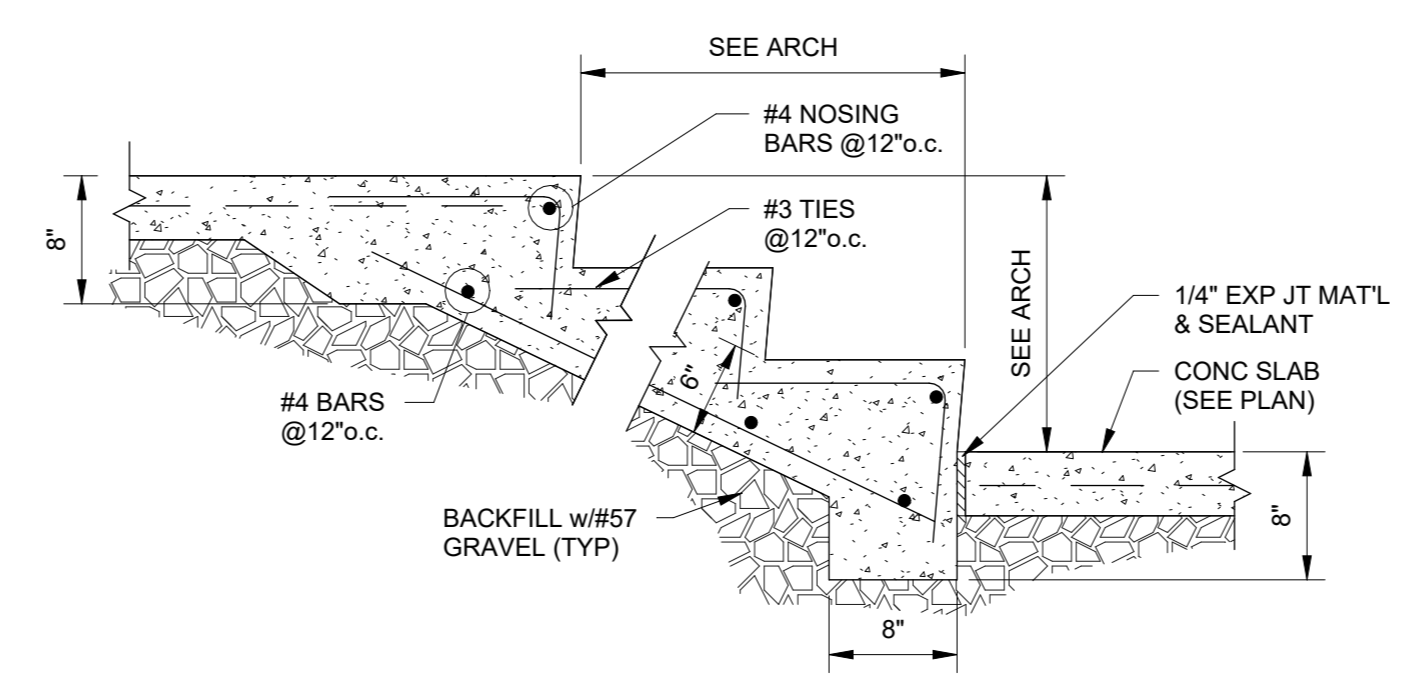 SEE ARCH
#4 NOSING
BARS @12"o.c.
#3 TIES
@12"o.c.
8"
SEE ARCH
1/4" EXP JT MAT'L
& SEALANT
6"
CONC SLAB
(SEE PLAN)
#4 BARS
@12"o.c.
BACKFILL w/#57
GRAVEL (TYP)
8"
8"